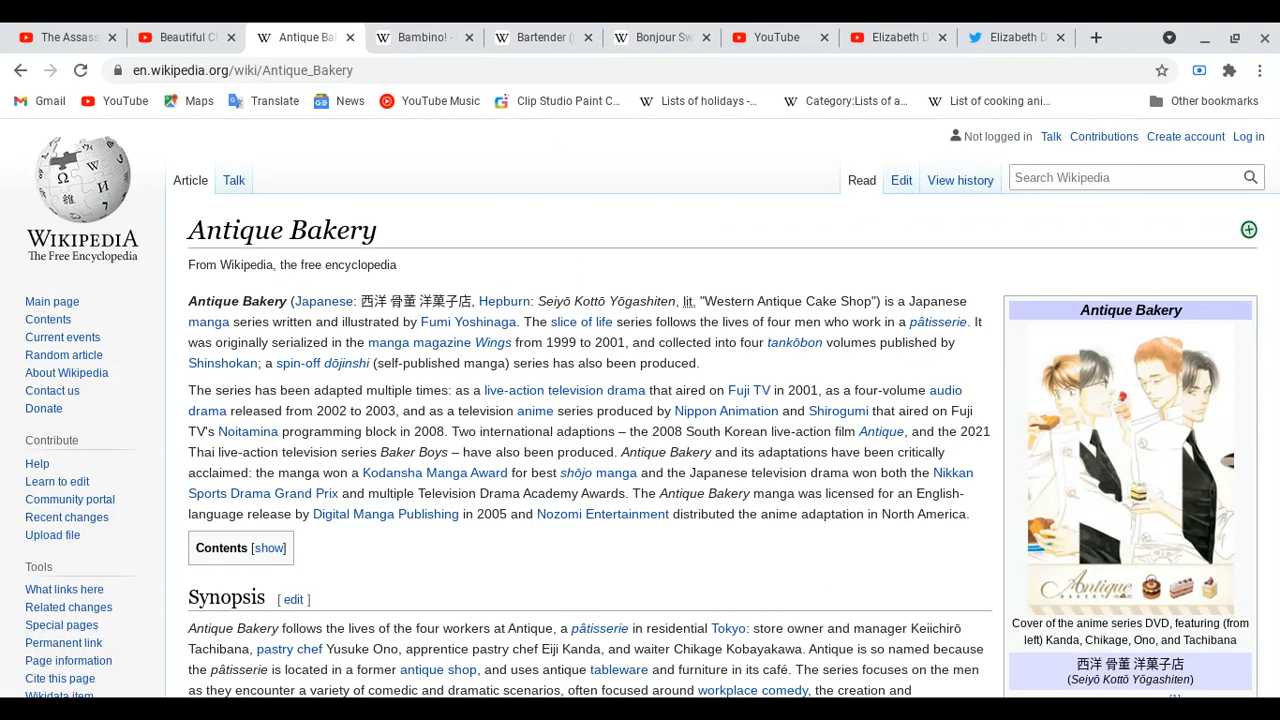 The Assass
Beautiful Ch
Antique Bak
Bambino! -
Bartender (
Bonjour Sw
YouTube
Elizabeth D
Elizabeth D
en.wikipedia.org/wiki/Antique_Bakery
Gmail
YouTube
Maps
Translate
News
YouTube Music
Clip Studio Paint C...
Lists of holidays -...
Category:Lists of a...
List of cooking ani...
Other bookmarks
Not logged in Talk Contributions Create account Log in
Article Talk
Read Edit View history
Search Wikipedia
WIKIPEDIA
The Free Encyclopedia
Main page
Contents
Current events
Random article
About Wikipedia
Contact us
Donate
Contribute
Help
Learn to edit
Community portal
Recent changes
Upload file
Tools
What links here
Related changes
Special pages
Permanent link
Page information
Cite this page
Wikidata item
Antique Bakery
From Wikipedia, the free encyclopedia
Antique Bakery (Japanese: 西洋 骨董 洋菓子店, Hepburn: Seiyō Kottō Yōgashiten, lit. "Western Antique Cake Shop") is a Japanese
manga series written and illustrated by Fumi Yoshinaga. The slice of life series follows the lives of four men who work in a pâtisserie. It
was originally serialized in the manga magazine Wings from 1999 to 2001, and collected into four tankōbon volumes published by
Shinshokan; a spin-off dōjinshi (self-published manga) series has also been produced.
The series has been adapted multiple times: as a live-action television drama that aired on Fuji TV in 2001, as a four-volume audio
drama released from 2002 to 2003, and as a television anime series produced by Nippon Animation and Shirogumi that aired on Fuji
TV's Noitamina programming block in 2008. Two international adaptions – the 2008 South Korean live-action film Antique, and the 2021
Thai live-action television series Baker Boys – have also been produced. Antique Bakery and its adaptations have been critically
acclaimed: the manga won a Kodansha Manga Award for best shōjo manga and the Japanese television drama won both the Nikkan
Sports Drama Grand Prix and multiple Television Drama Academy Awards. The Antique Bakery manga was licensed for an English-
language release by Digital Manga Publishing in 2005 and Nozomi Entertainment distributed the anime adaptation in North America.
Contents [show]
Synopsis [ edit ]
Antique Bakery follows the lives of the four workers at Antique, a pâtisserie in residential Tokyo: store owner and manager Keiichirō
Tachibana, pastry chef Yusuke Ono, apprentice pastry chef Eiji Kanda, and waiter Chikage Kobayakawa. Antique is so named because
the pâtisserie is located in a former antique shop, and uses antique tableware and furniture in its café. The series focuses on the men
as they encounter a variety of comedic and dramatic scenarios, often focused around workplace comedy, the creation and
Antique Bakery
Antique
BAKERY
Cover of the anime series DVD, featuring (from
left) Kanda, Chikage, Ono, and Tachibana
西洋 骨董 洋菓子店
(Seiyō Kottō Yōgashiten)
[1]